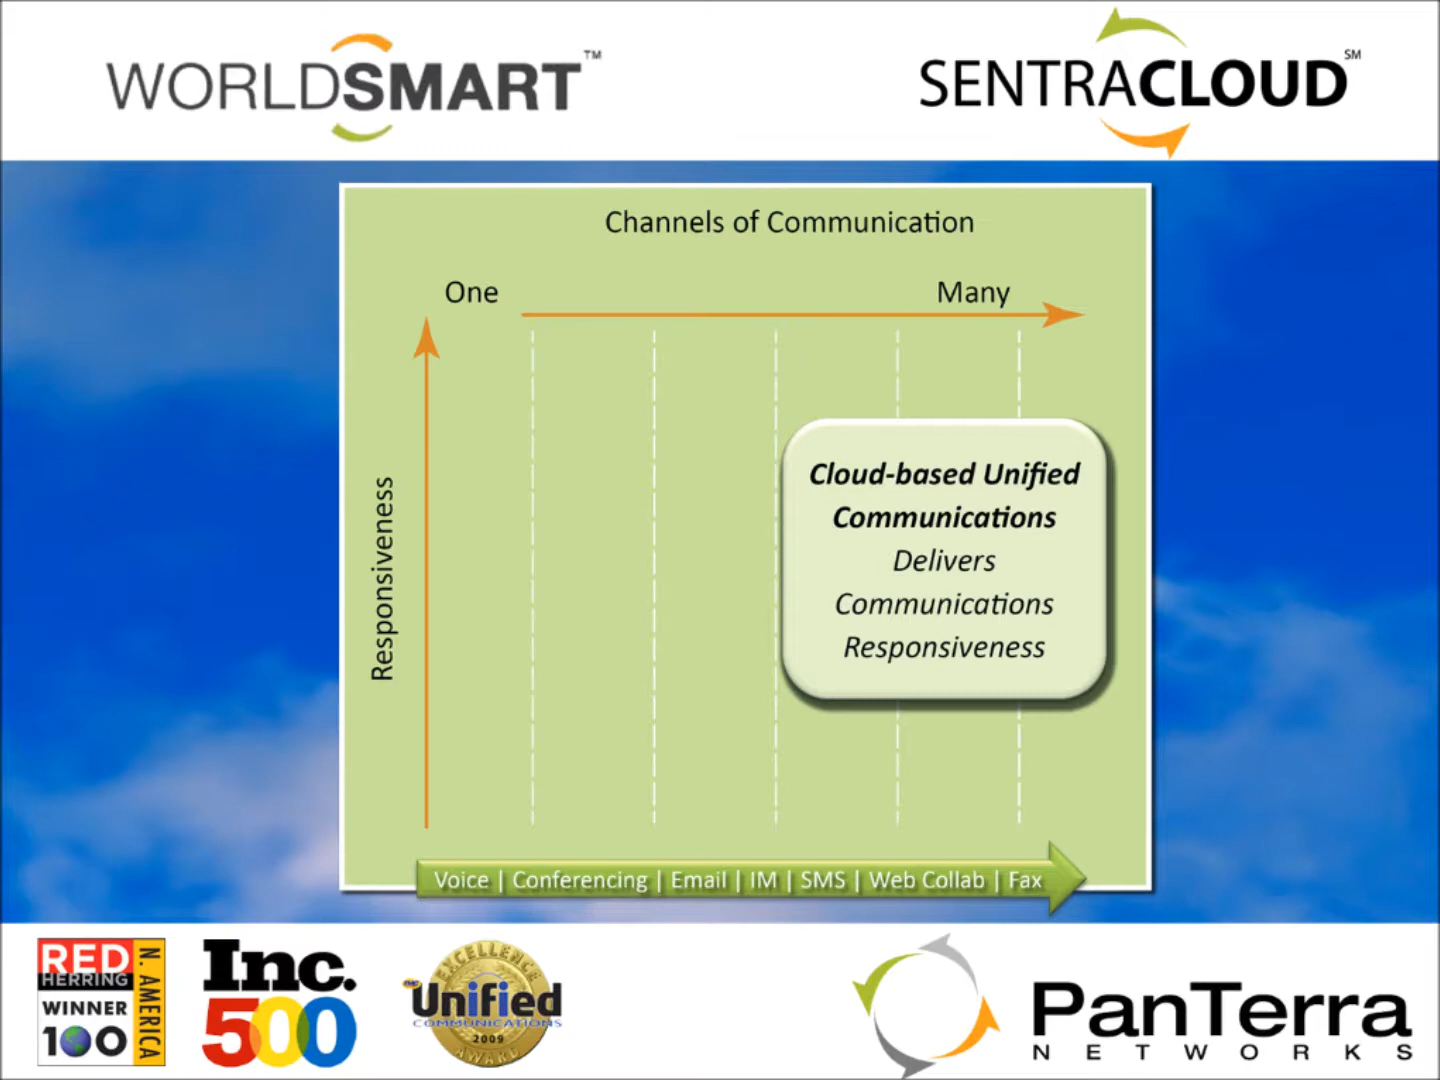 WORLDSMART™
SENTRACLOUD℠
Channels of Communication
One
Many
Responsiveness
Cloud-based Unified
Communications
Delivers
Communications
Responsiveness
Voice | Conferencing | Email | IM | SMS | Web Collab | Fax
RED
HERRING
WINNER
100
N. AMERICA
Inc.
500
EXCELLENCE
Unified
COMMUNICATIONS
2009
AWARD
PanTerra
NETWORKS